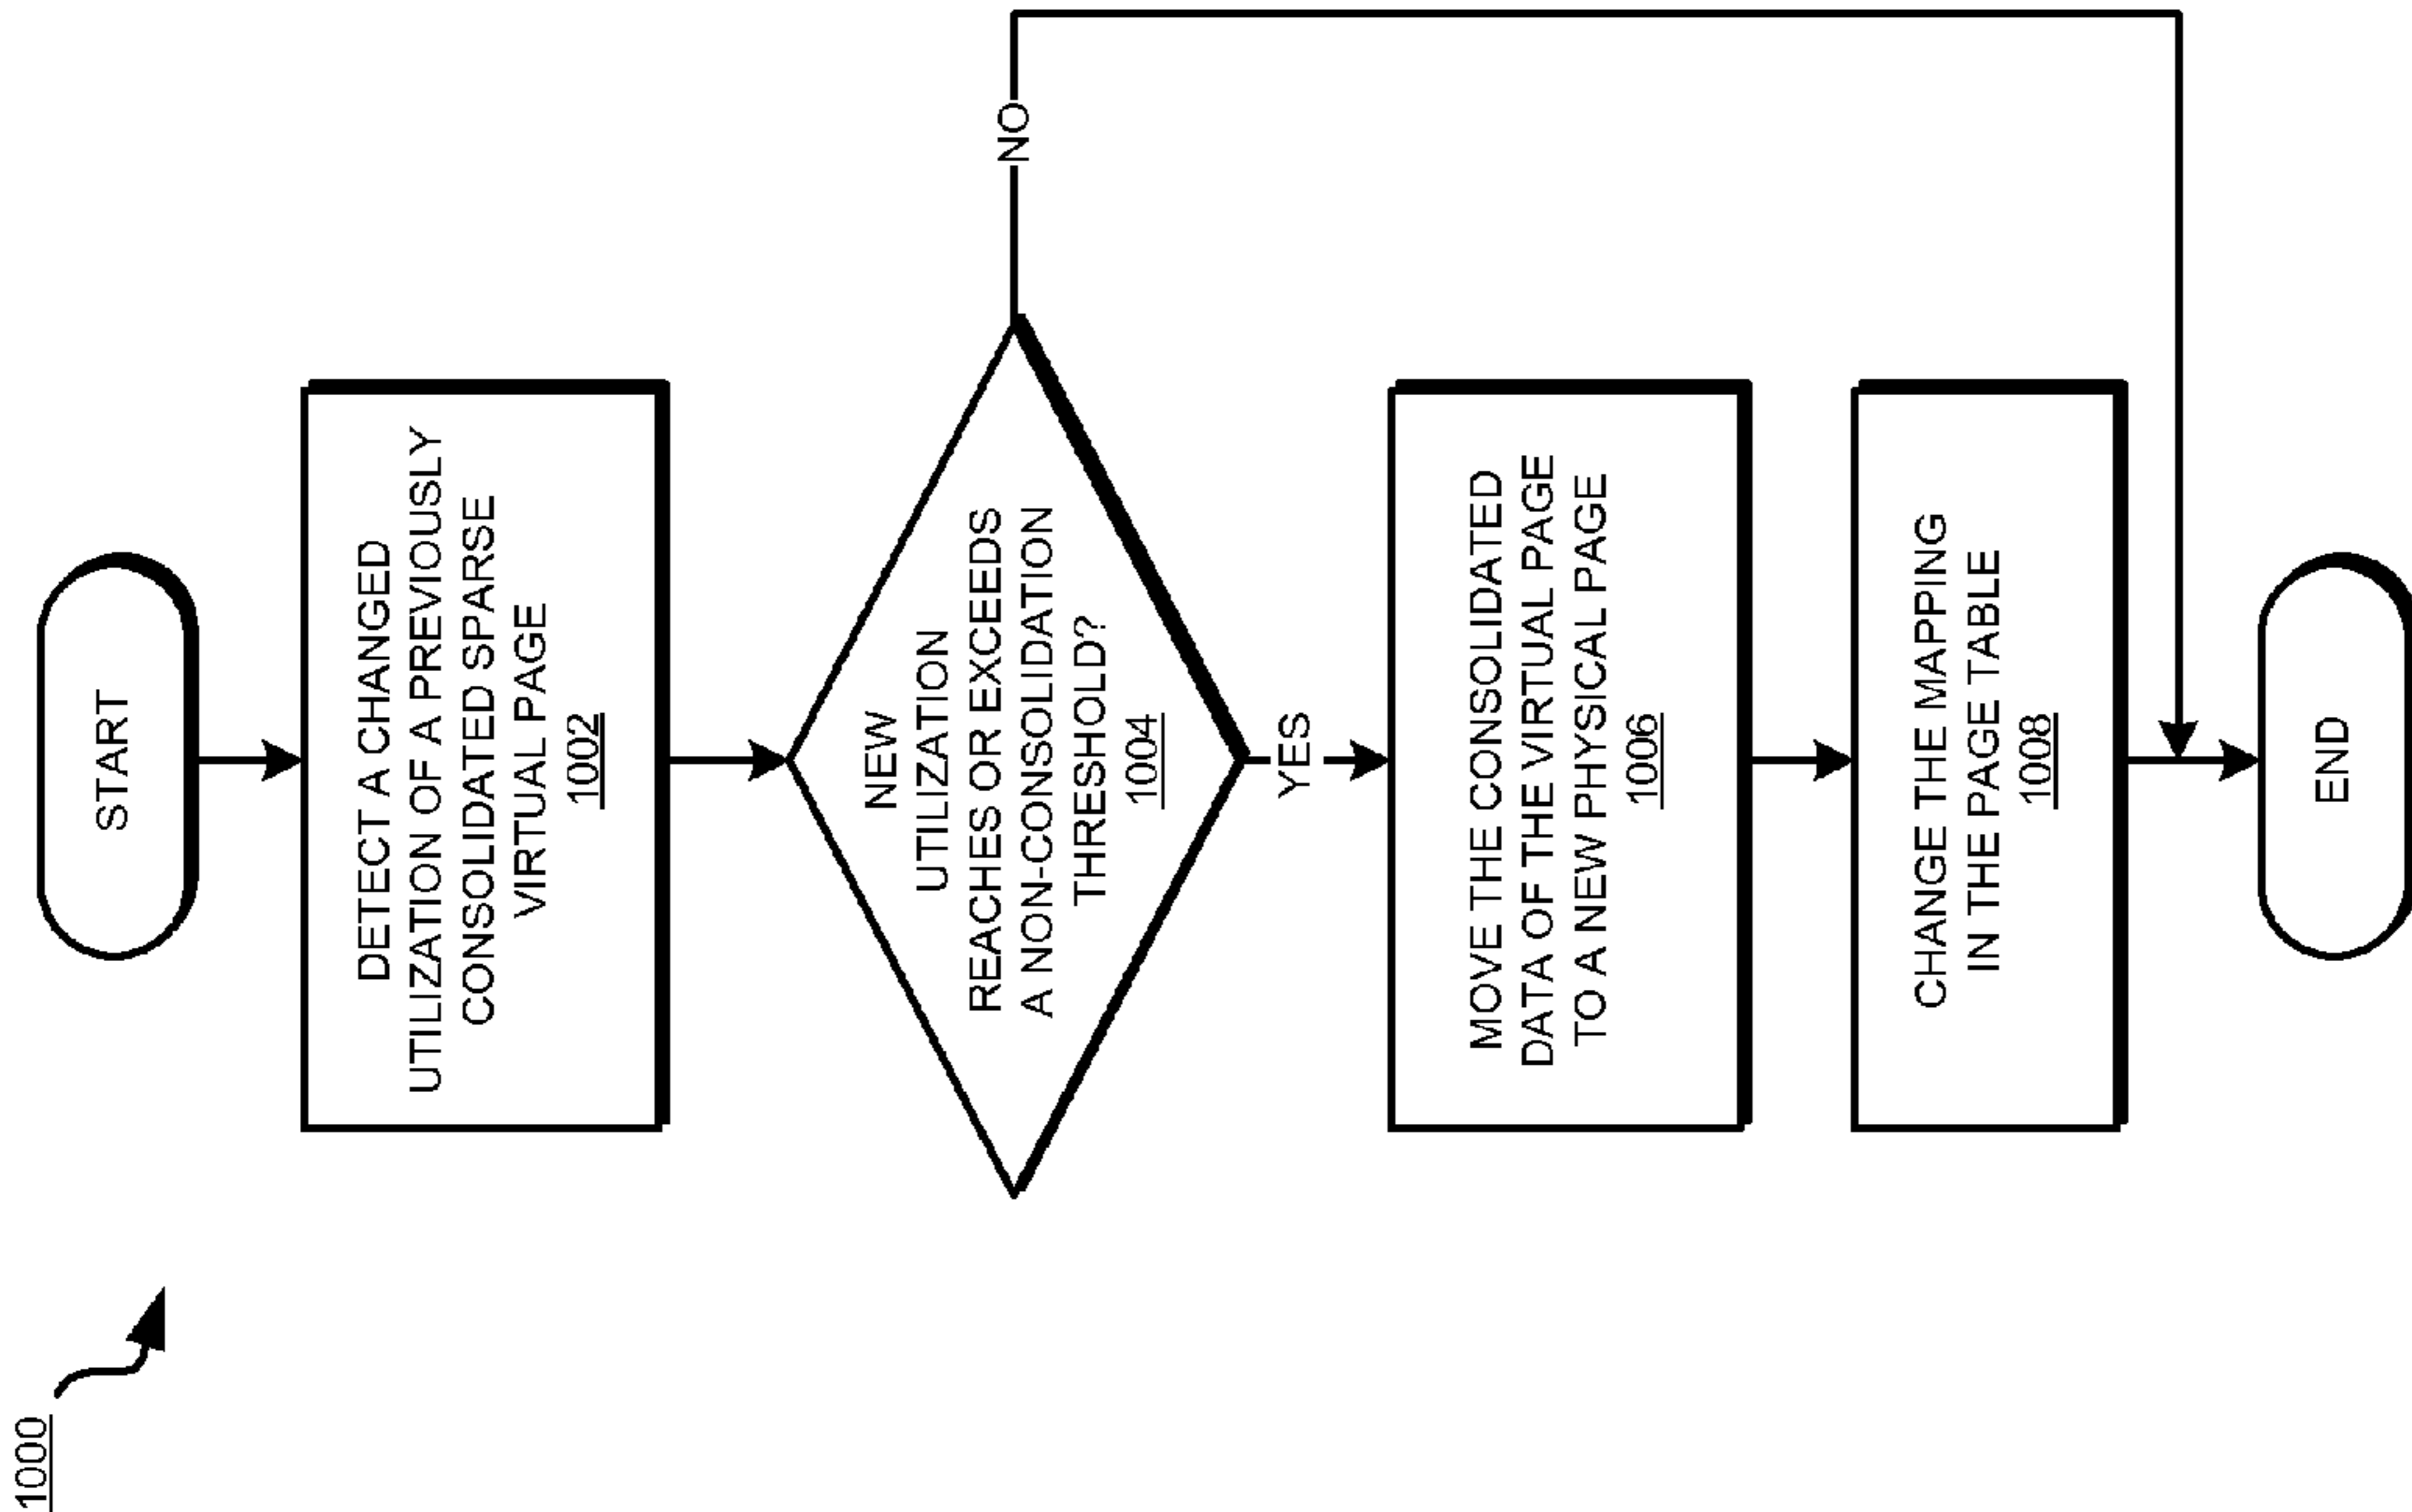 1000
START
DETECT A CHANGED
UTILIZATION OF A PREVIOUSLY
CONSOLIDATED SPARSE
VIRTUAL PAGE
1002
NEW
UTILIZATION
REACHES OR EXCEEDS
A NON-CONSOLIDATION
THRESHOLD?
1004
NO
YES
MOVE THE CONSOLIDATED
DATA OF THE VIRTUAL PAGE
TO A NEW PHYSICAL PAGE
1006
CHANGE THE MAPPING
IN THE PAGE TABLE
1008
END